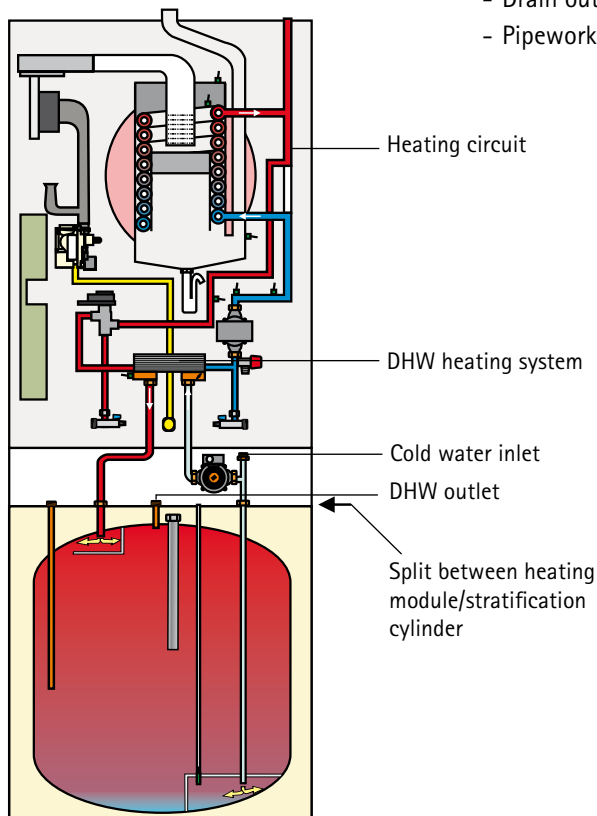 - Drain out
- Pipework
Heating circuit
DHW heating system
Cold water inlet
DHW outlet
Split between heating
module/stratification
cylinder